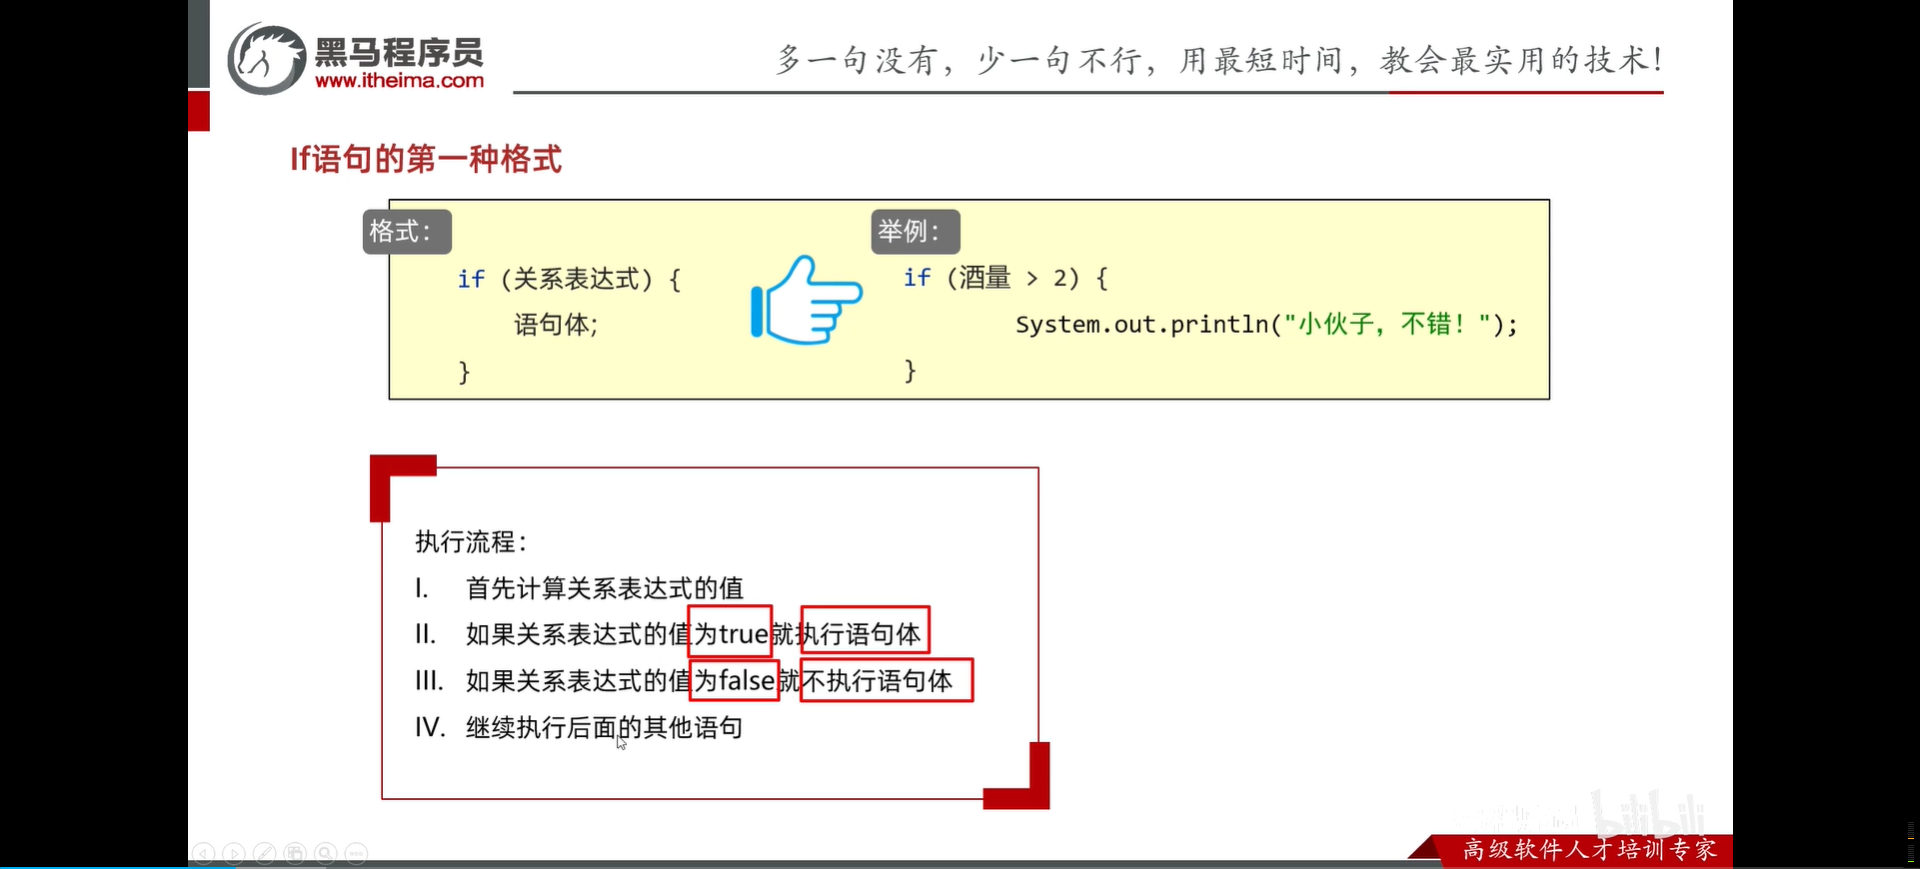 黑马程序员
www.itheima.com
多一句没有，少一句不行，用最短时间，教会最实用的技术！
If语句的第一种格式
格式：
if (关系表达式) {
语句体;
}
举例：
if (酒量 > 2) {
System.out.println("小伙子，不错！");
}
执行流程：
I. 首先计算关系表达式的值
II. 如果关系表达式的值为true就执行语句体
III. 如果关系表达式的值为false就不执行语句体
IV. 继续执行后面的其他语句
bilibili
高级软件人才培训专家